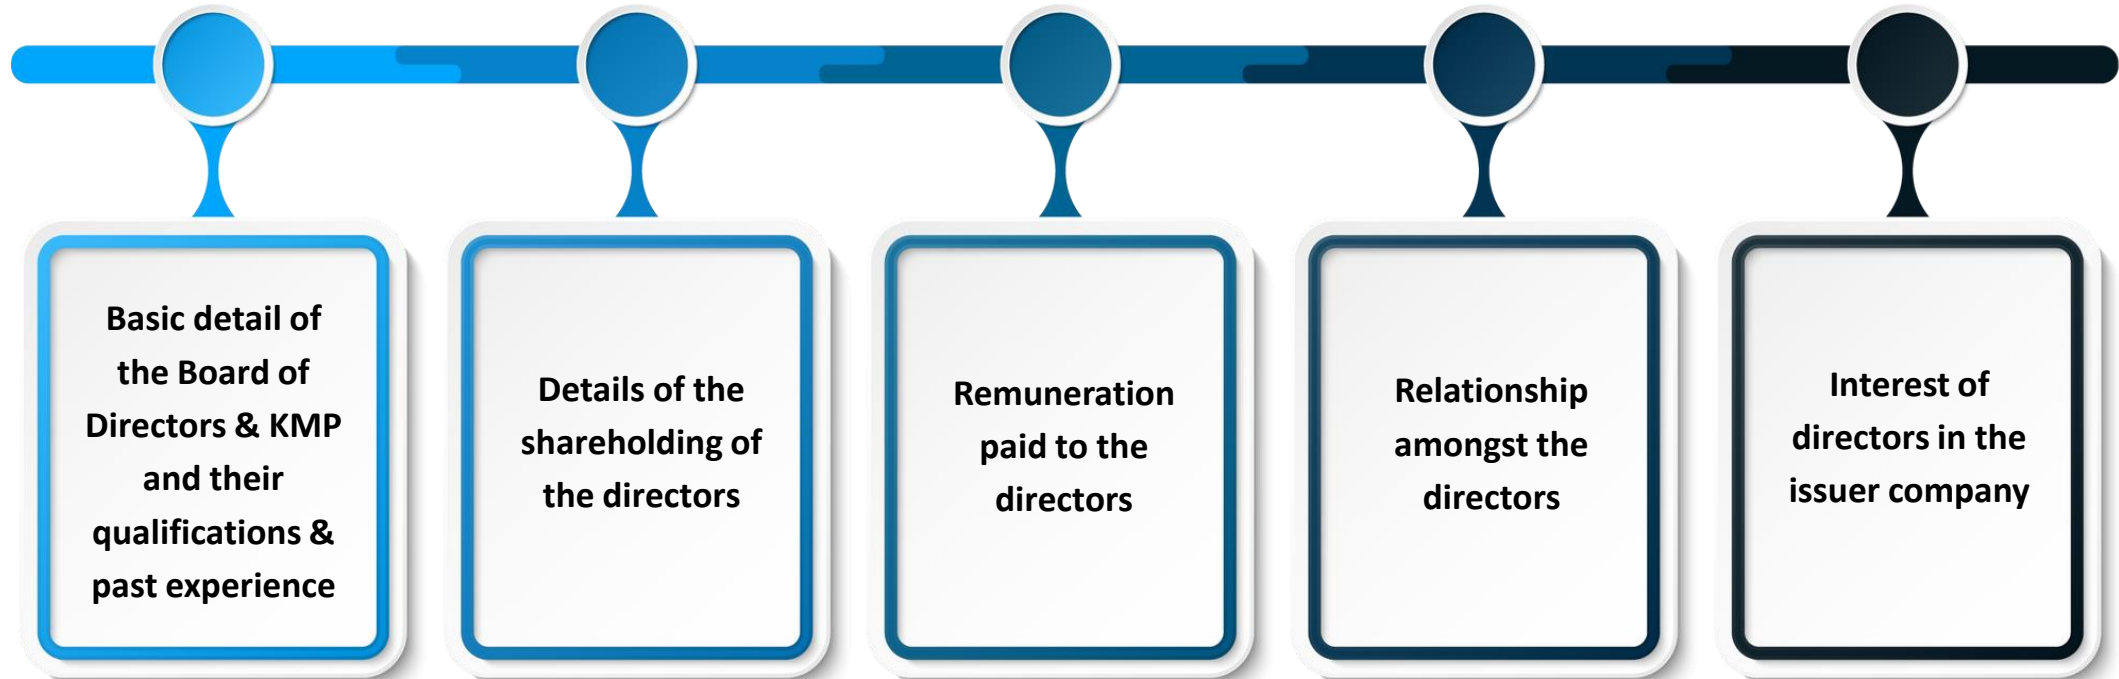 Basic detail of
the Board of
Directors & KMP
and their
qualifications &
past experience
Details of the
shareholding of
the directors
Remuneration
paid to the
directors
Relationship
amongst the
directors
Interest of
directors in the
issuer company